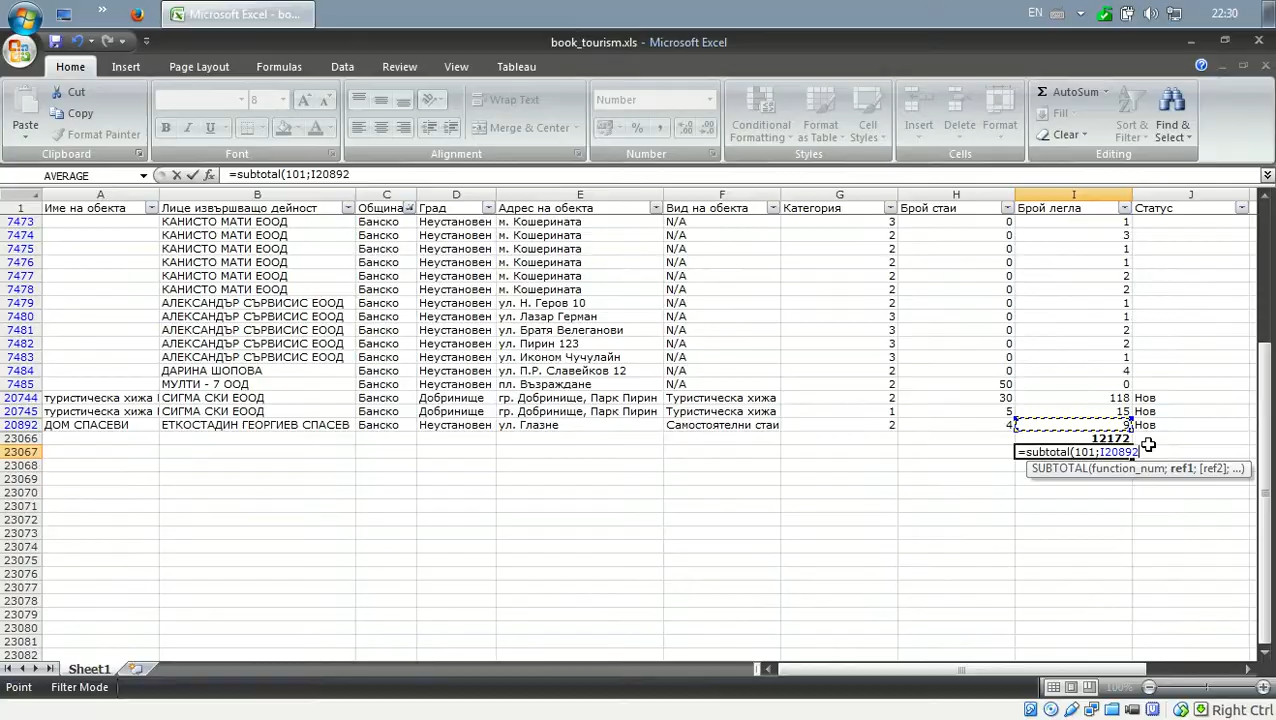 Microsoft Excel - bo...
EN
22:30
book_tourism.xls - Microsoft Excel
Home Insert Page Layout Formulas Data Review View Tableau
Paste
Cut
Copy
Format Painter
Clipboard
8
Font
Wrap Text
Merge & Center
Alignment
Number
Number
Conditional Formatting
Format as Table
Cell Styles
Styles
Insert Delete Format
Cells
AutoSum
Fill
Clear
Sort & Filter
Find & Select
Editing
AVERAGE =subtotal(101;I20892
A B C D E F G H I J
1 Име на обекта Лице извършващо дейност Община Град Адрес на обекта Вид на обекта Категория Брой стаи Брой легла Статус
7473 КАНИСТО МАТИ ЕООД Банско Неустановен м. Кошерината N/A 3 0 1
7474 КАНИСТО МАТИ ЕООД Банско Неустановен м. Кошерината N/A 2 0 3
7475 КАНИСТО МАТИ ЕООД Банско Неустановен м. Кошерината N/A 2 0 1
7476 КАНИСТО МАТИ ЕООД Банско Неустановен м. Кошерината N/A 2 0 1
7477 КАНИСТО МАТИ ЕООД Банско Неустановен м. Кошерината N/A 2 0 2
7478 КАНИСТО МАТИ ЕООД Банско Неустановен м. Кошерината N/A 2 0 2
7479 АЛЕКСАНДЪР СЪРВИСИС ЕООД Банско Неустановен ул. Н. Геров 10 N/A 3 0 1
7480 АЛЕКСАНДЪР СЪРВИСИС ЕООД Банско Неустановен ул. Лазар Герман N/A 3 0 1
7481 АЛЕКСАНДЪР СЪРВИСИС ЕООД Банско Неустановен ул. Братя Велеганови N/A 3 0 2
7482 АЛЕКСАНДЪР СЪРВИСИС ЕООД Банско Неустановен ул. Пирин 123 N/A 3 0 2
7483 АЛЕКСАНДЪР СЪРВИСИС ЕООД Банско Неустановен ул. Иконом Чучулайн N/A 3 0 1
7484 ДАРИНА ШОПОВА Банско Неустановен ул. П.Р. Славейков 12 N/A 2 0 4
7485 МУЛТИ - 7 ООД Банско Неустановен пл. Възраждане N/A 2 50 0
20744 туристическа хижа СИГМА СКИ ЕООД Банско Добринище гр. Добринище, Парк Пирин Туристическа хижа 2 30 118 Нов
20745 туристическа хижа СИГМА СКИ ЕООД Банско Добринище гр. Добринище, Парк Пирин Туристическа хижа 1 5 15 Нов
20892 ДОМ СПАСЕВИ ЕТКОСТАДИН ГЕОРГИЕВ СПАСЕВ Банско Неустановен ул. Глазне Самостоятелни стаи 2 4 9 Нов
23066 12172
23067 =subtotal(101;I20892
23068 SUBTOTAL(function_num; ref1; [ref2]; ...)
23069
23070
23071
23072
23073
23074
23075
23076
23077
23078
23079
23080
23081
23082
Sheet1
Point Filter Mode 100%
Right Ctrl